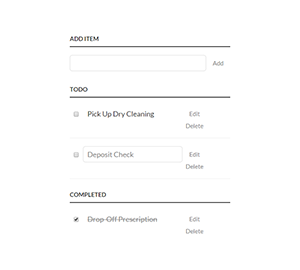 ADD ITEM
Add
TODO
Pick Up Dry Cleaning Edit
Delete
Deposit Check Edit
Delete
COMPLETED
Drop Off Prescription Edit
Delete